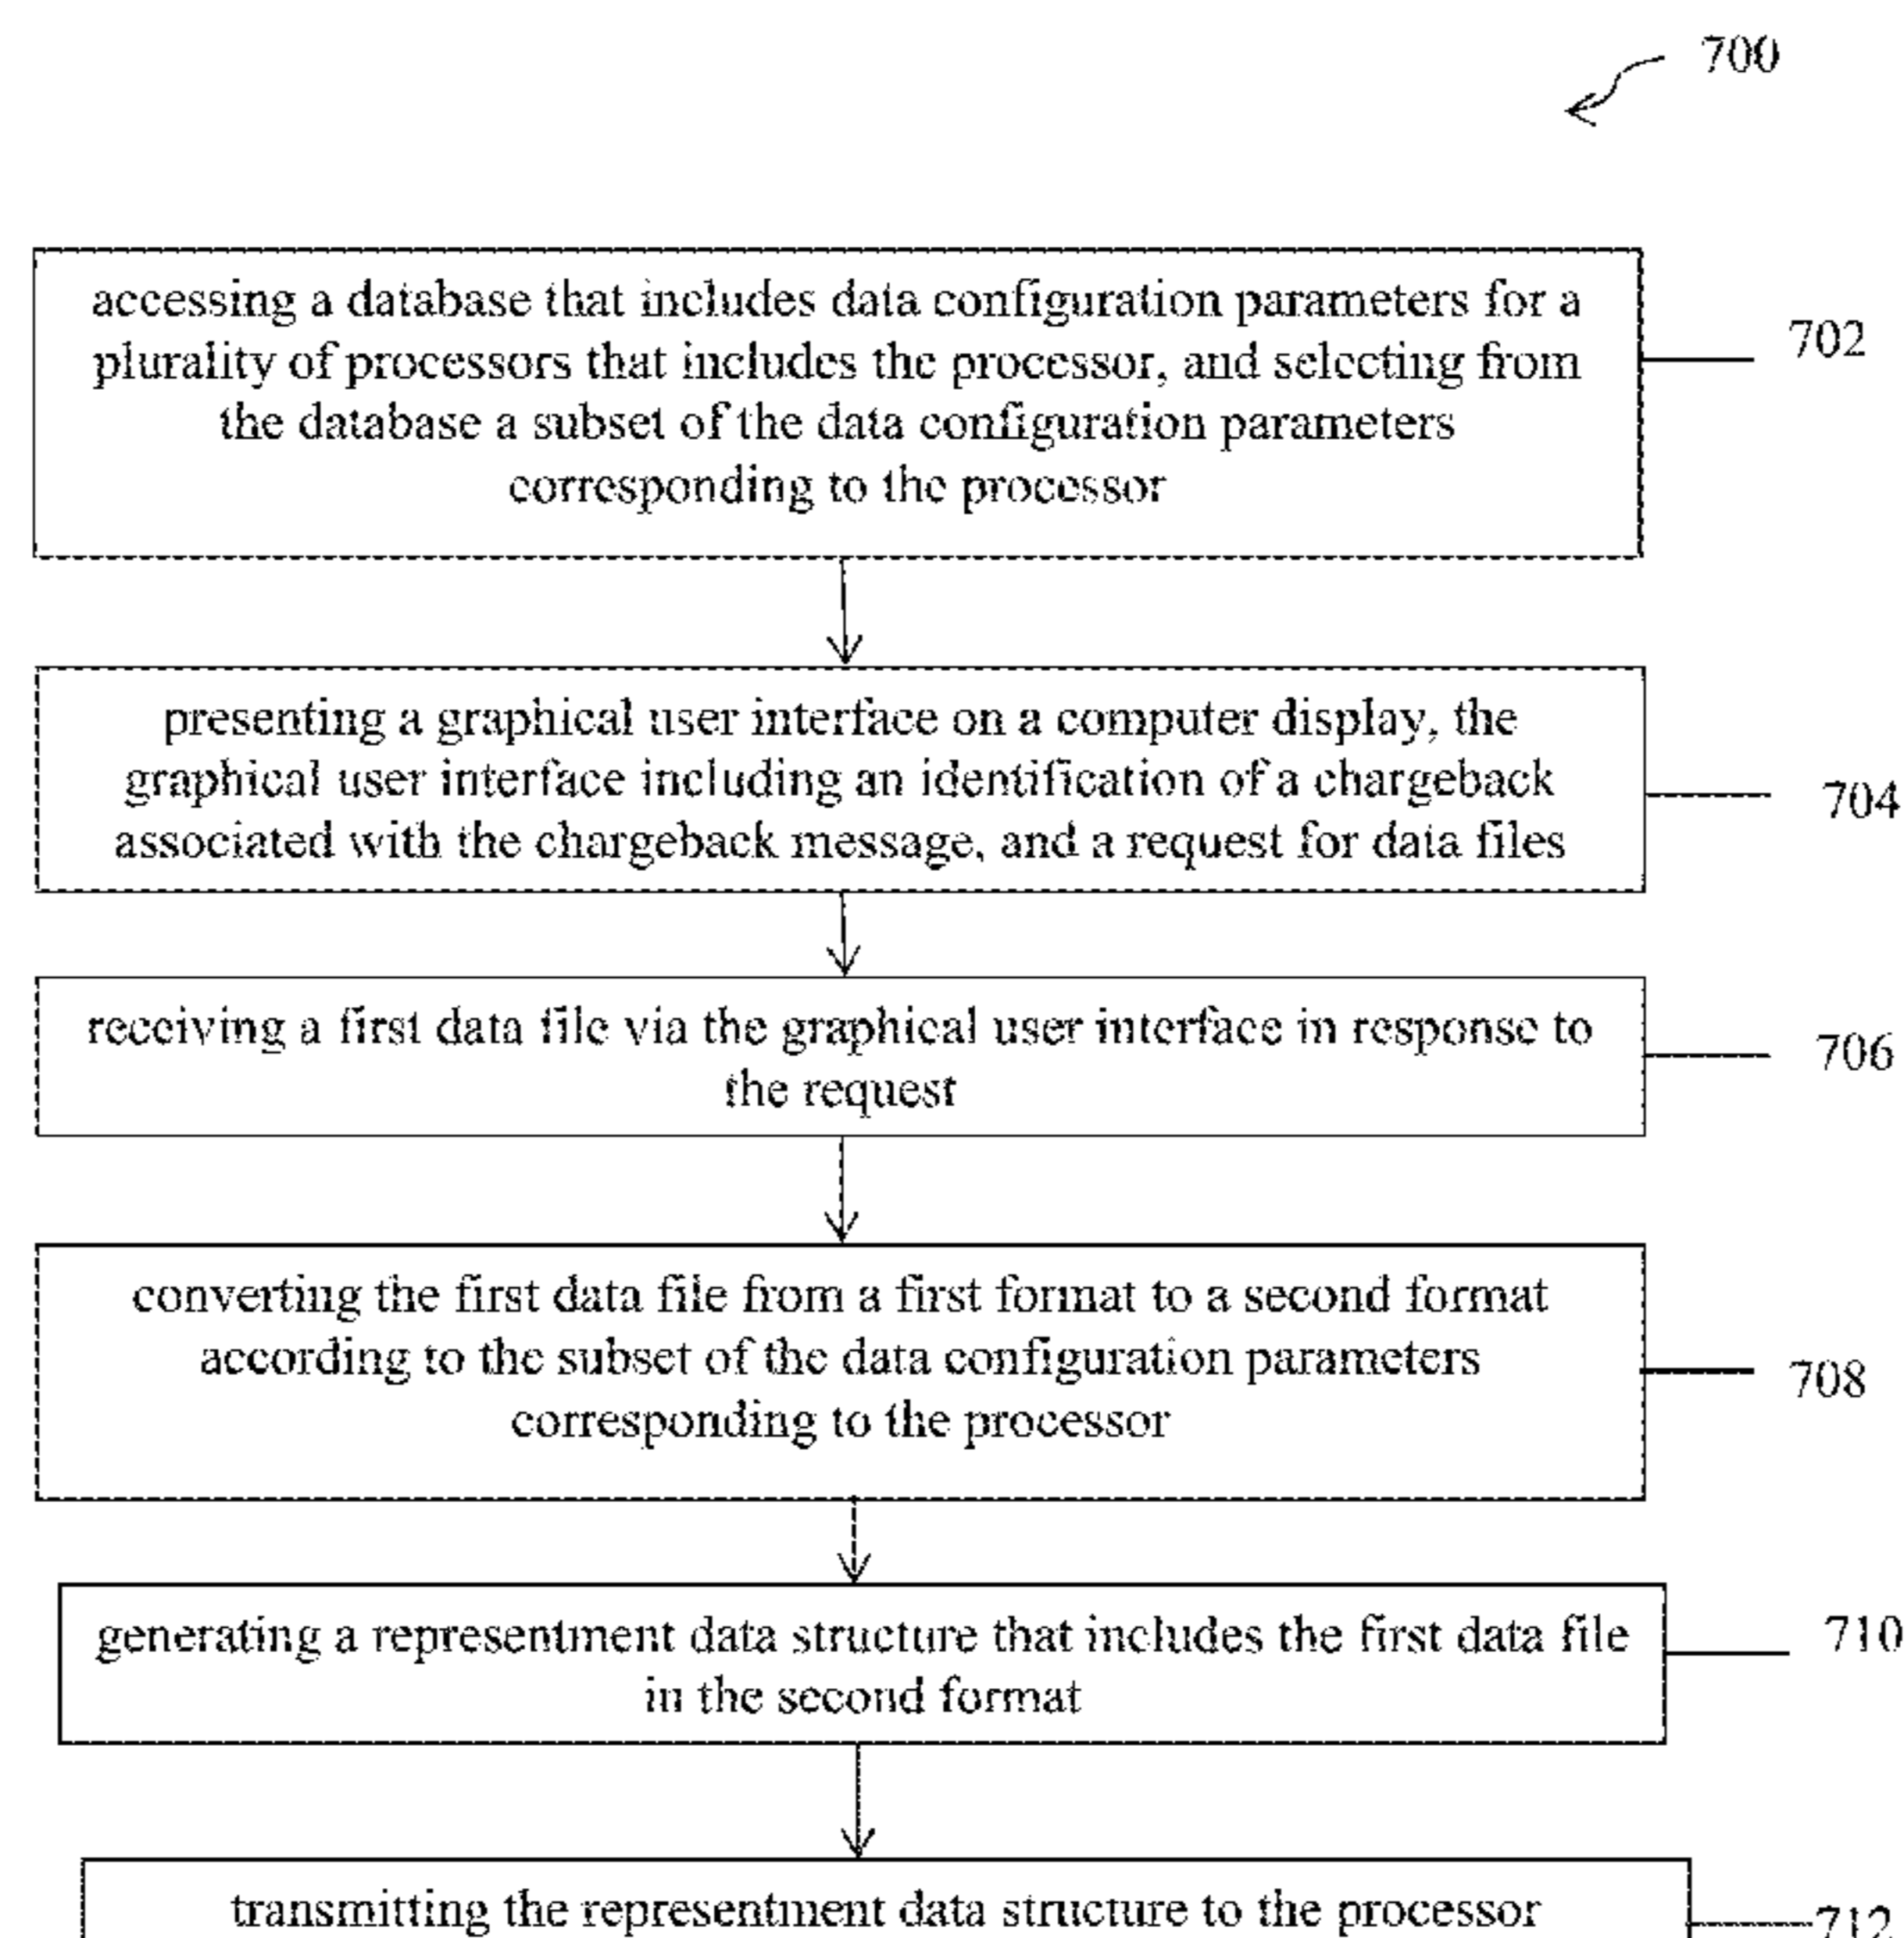 700
accessing a database that includes data configuration parameters for a
plurality of processors that includes the processor, and selecting from
the database a subset of the data configuration parameters
corresponding to the processor
702
presenting a graphical user interface on a computer display, the
graphical user interface including an identification of a chargeback
associated with the chargeback message, and a request for data files
704
receiving a first data file via the graphical user interface in response to
the request
706
converting the first data file from a first format to a second format
according to the subset of the data configuration parameters
corresponding to the processor
708
generating a representment data structure that includes the first data file
in the second format
710
transmitting the representment data structure to the processor
712